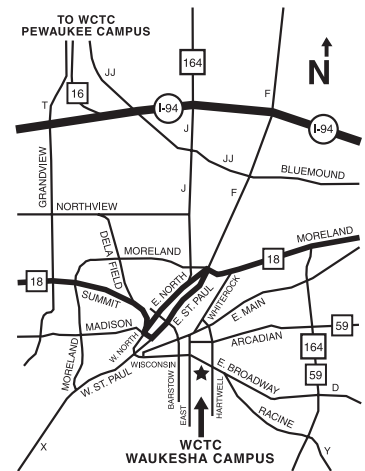 TO WCTC
PEWAUKEE CAMPUS
164
N
JJ
16
F
I-94
T
J
I-94
JJ
BLUEMOUND
GRANDVIEW
J
F
NORTHVIEW
DELAFIELD
MORELAND
MORELAND
18
18
SUMMIT
E. NORTH
E. ST. PAUL
WHITEROCK
E. MAIN
MADISON
W. NORTH
ARCADIAN
59
164
WISCONSIN
MORELAND
W. ST. PAUL
BARSTOW
EAST
HARTWELL
E. BROADWAY
59
D
RACINE
WCTC
WAUKESHA CAMPUS
X
Y